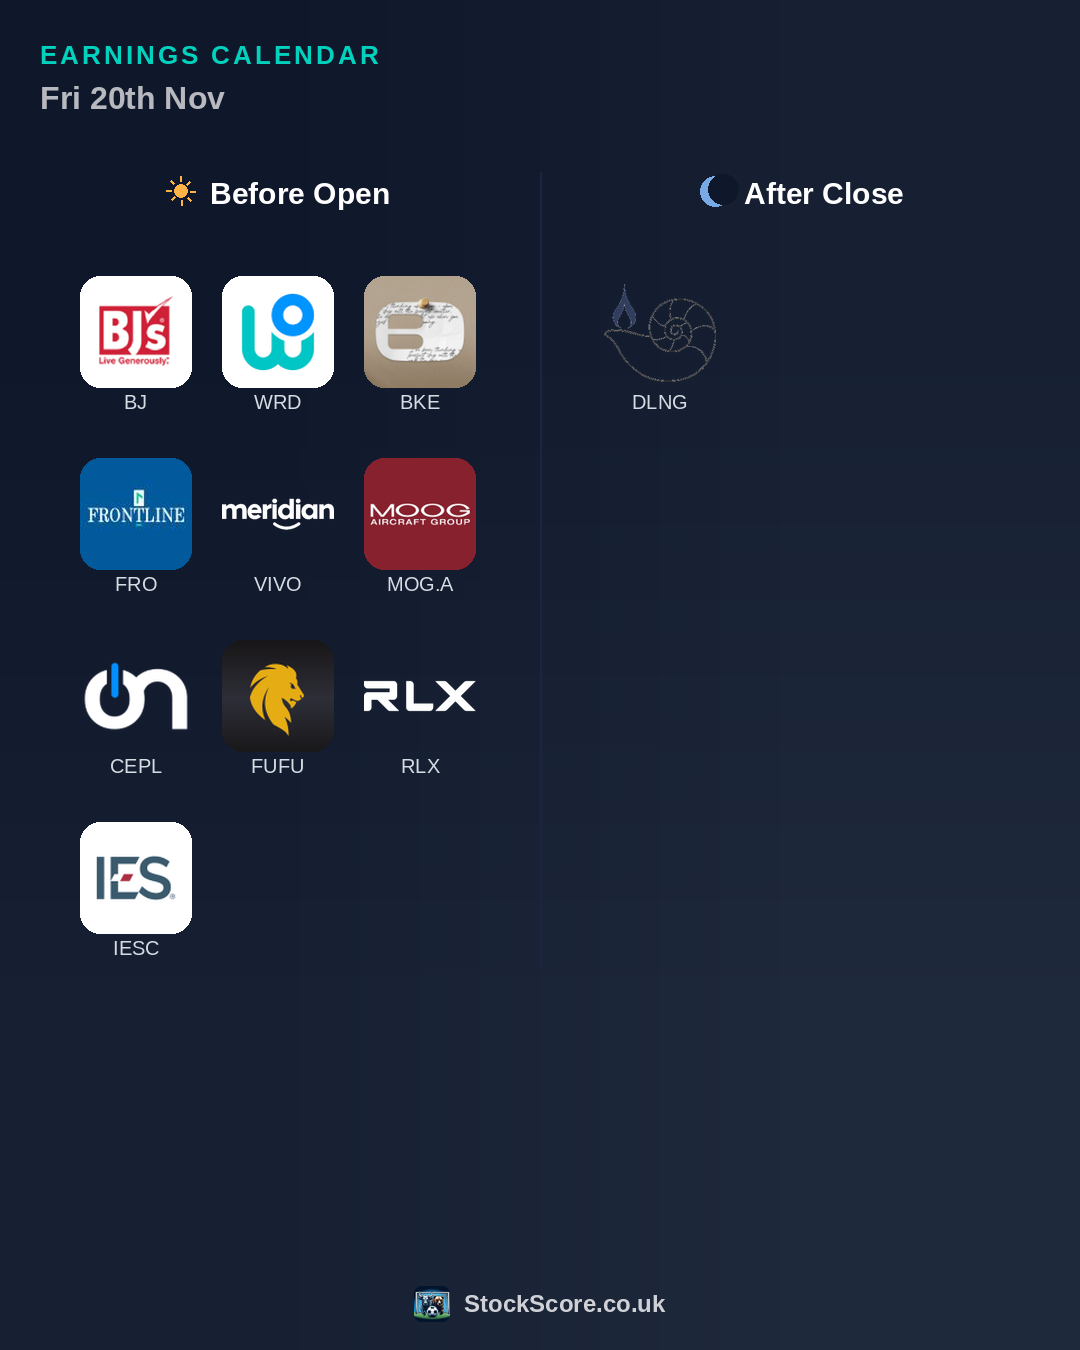 EARNINGS CALENDAR
Fri 20th Nov
Before Open
BJ's
Live Generously.
BJ
WRD
BKE
FRONTLINE
FRO
meridian
VIVO
MOOG
AIRCRAFT GROUP
MOG.A
on
CEPL
FUFU
RLX
RLX
IES®
IESC
After Close
DLNG
StockScore.co.uk